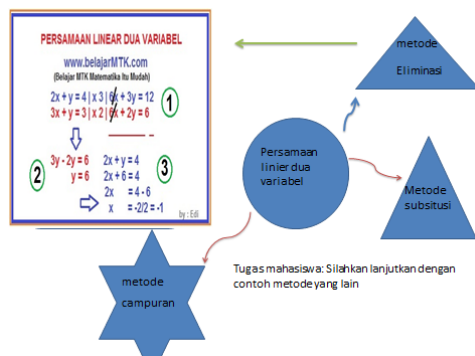 PERSAMAAN LINEAR DUA VARIABEL
www.belajarMTK.com
(Belajar MTK Matematika Itu Mudah)
2x + y = 4 | x 3 | 6x + 3y = 12
3x + y = 3 | x 2 | 6x + 2y = 6
1
3y - 2y = 6
y = 6
2
2x + y = 4
2x + 6 = 4
2x = 4 - 6
x = -2/2 = -1
3
by : Edi
metode
Eliminasi
Persamaan
linier dua
variabel
Metode
subsitusi
metode
campuran
Tugas mahasiswa: Silahkan lanjutkan dengan
contoh metode yang lain